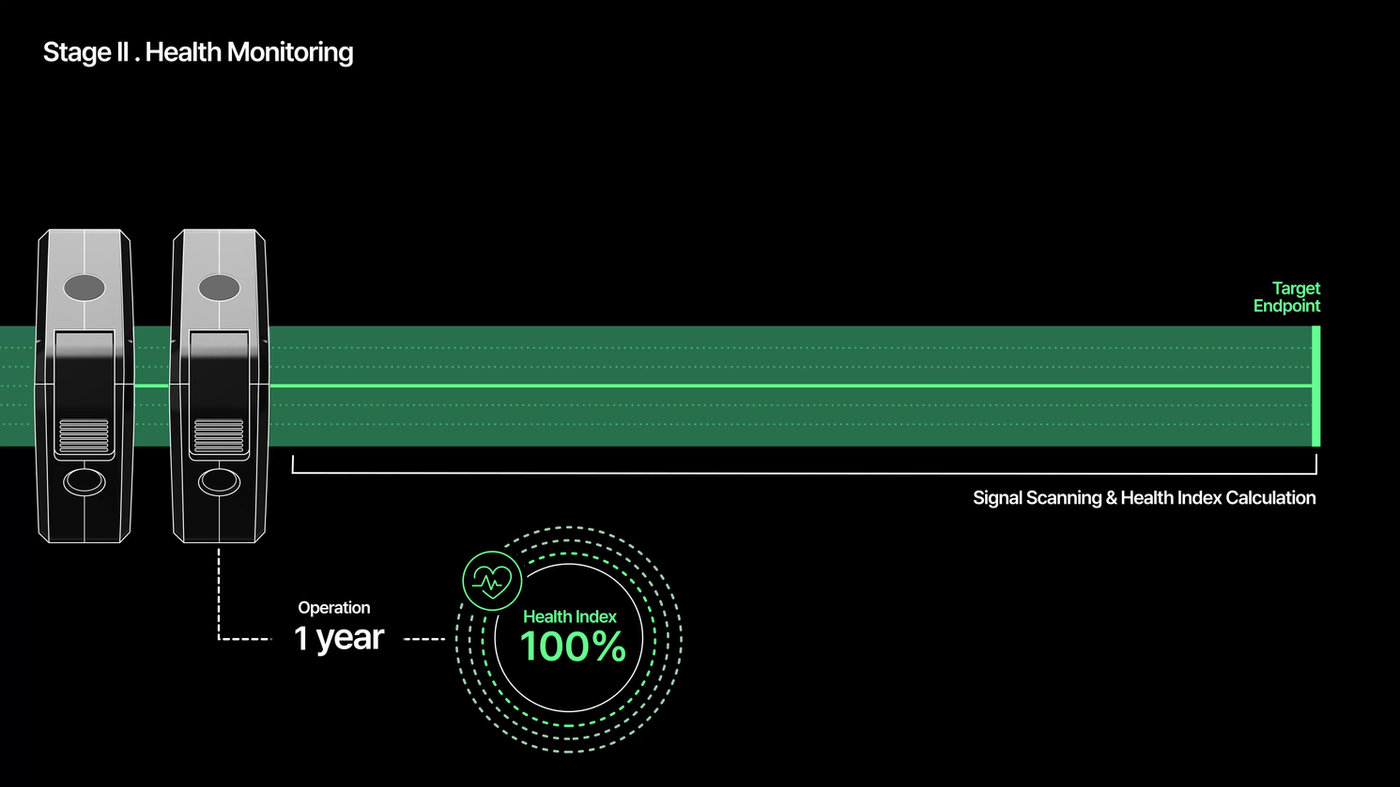 Stage II . Health Monitoring
Target
Endpoint
Signal Scanning & Health Index Calculation
Operation
1 year
Health Index
100%